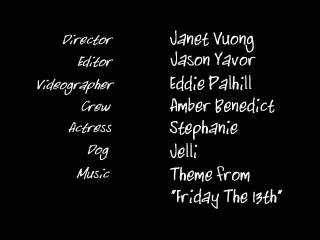 Director Janet Vuong
Editor Jason Yavor
Videographer Eddie Palhill
Crew Amber Benedict
Actress Stephanie
Dog Jelli
Music Theme from
"Friday The 13th"